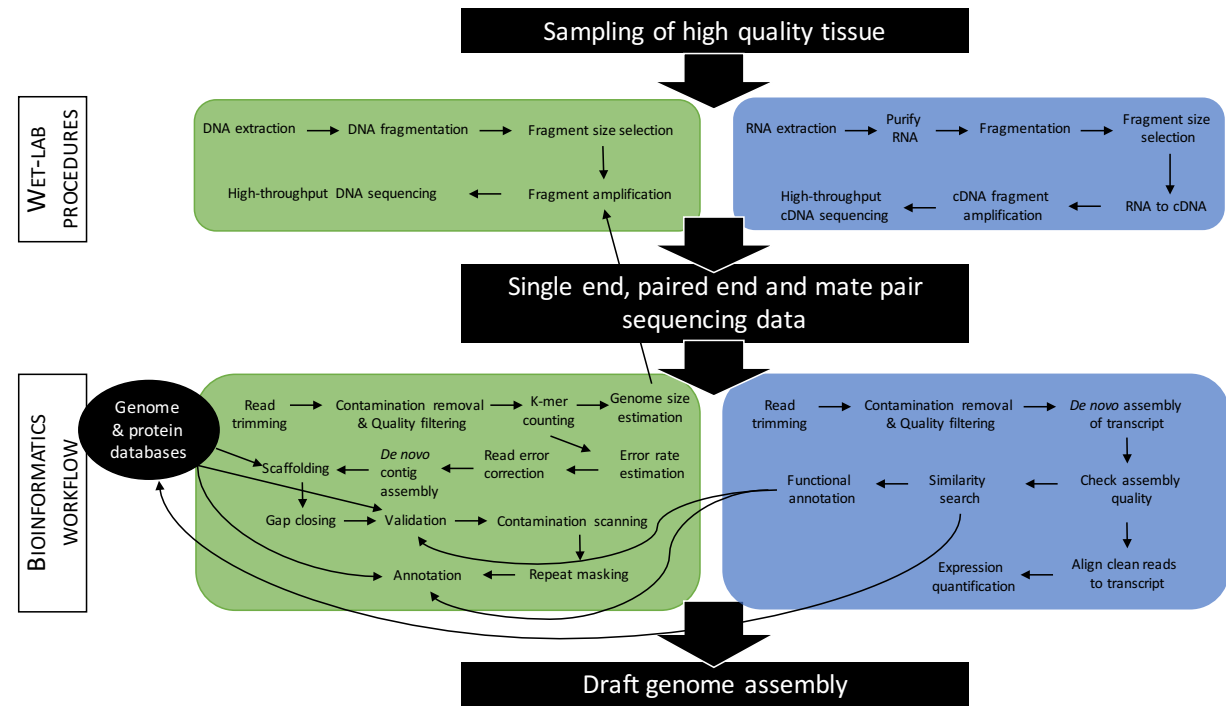 Sampling of high quality tissue
WET-LAB
PROCEDURES
DNA extraction
DNA fragmentation
Fragment size selection
High-throughput DNA sequencing
Fragment amplification
RNA extraction
Purify
RNA
Fragmentation
Fragment size
selection
High-throughput
cDNA sequencing
cDNA fragment
amplification
RNA to cDNA
Single end, paired end and mate pair
sequencing data
BIOINFORMATICS
WORKFLOW
Genome
& protein
databases
Read
trimming
Contamination removal
& Quality filtering
K-mer
counting
Genome size
estimation
Scaffolding
De novo
contig
assembly
Read error
correction
Error rate
estimation
Gap closing
Validation
Contamination scanning
Annotation
Repeat masking
Read
trimming
Contamination removal
& Quality filtering
De novo assembly
of transcript
Functional
annotation
Similarity
search
Check assembly
quality
Expression
quantification
Align clean reads
to transcript
Draft genome assembly